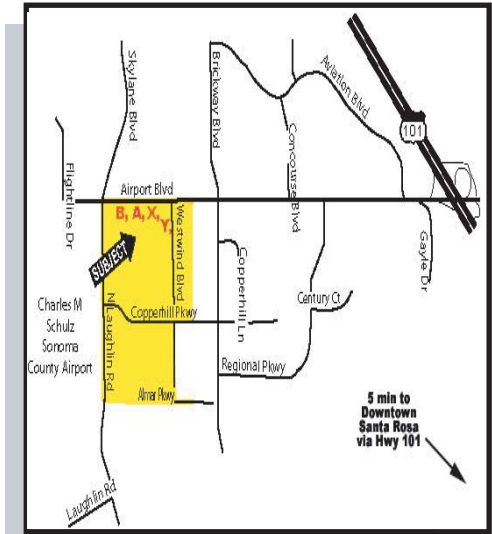 Skylane Blvd
Brickway Blvd
Aviation Blvd
101
Concourse Blvd
Flightline Dr
Airport Blvd
B, A, X,
Y,
Westwind Blvd
SUBJECT
Gayle Dr
Copperhill Ln
Century Ct
Charles M
Schulz
Sonoma
County Airport
N Laughlin Rd
Copperhill Pkwy
Regional Pkwy
Almar Pkwy
5 min to
Downtown
Santa Rosa
via Hwy 101
Laughlin Rd